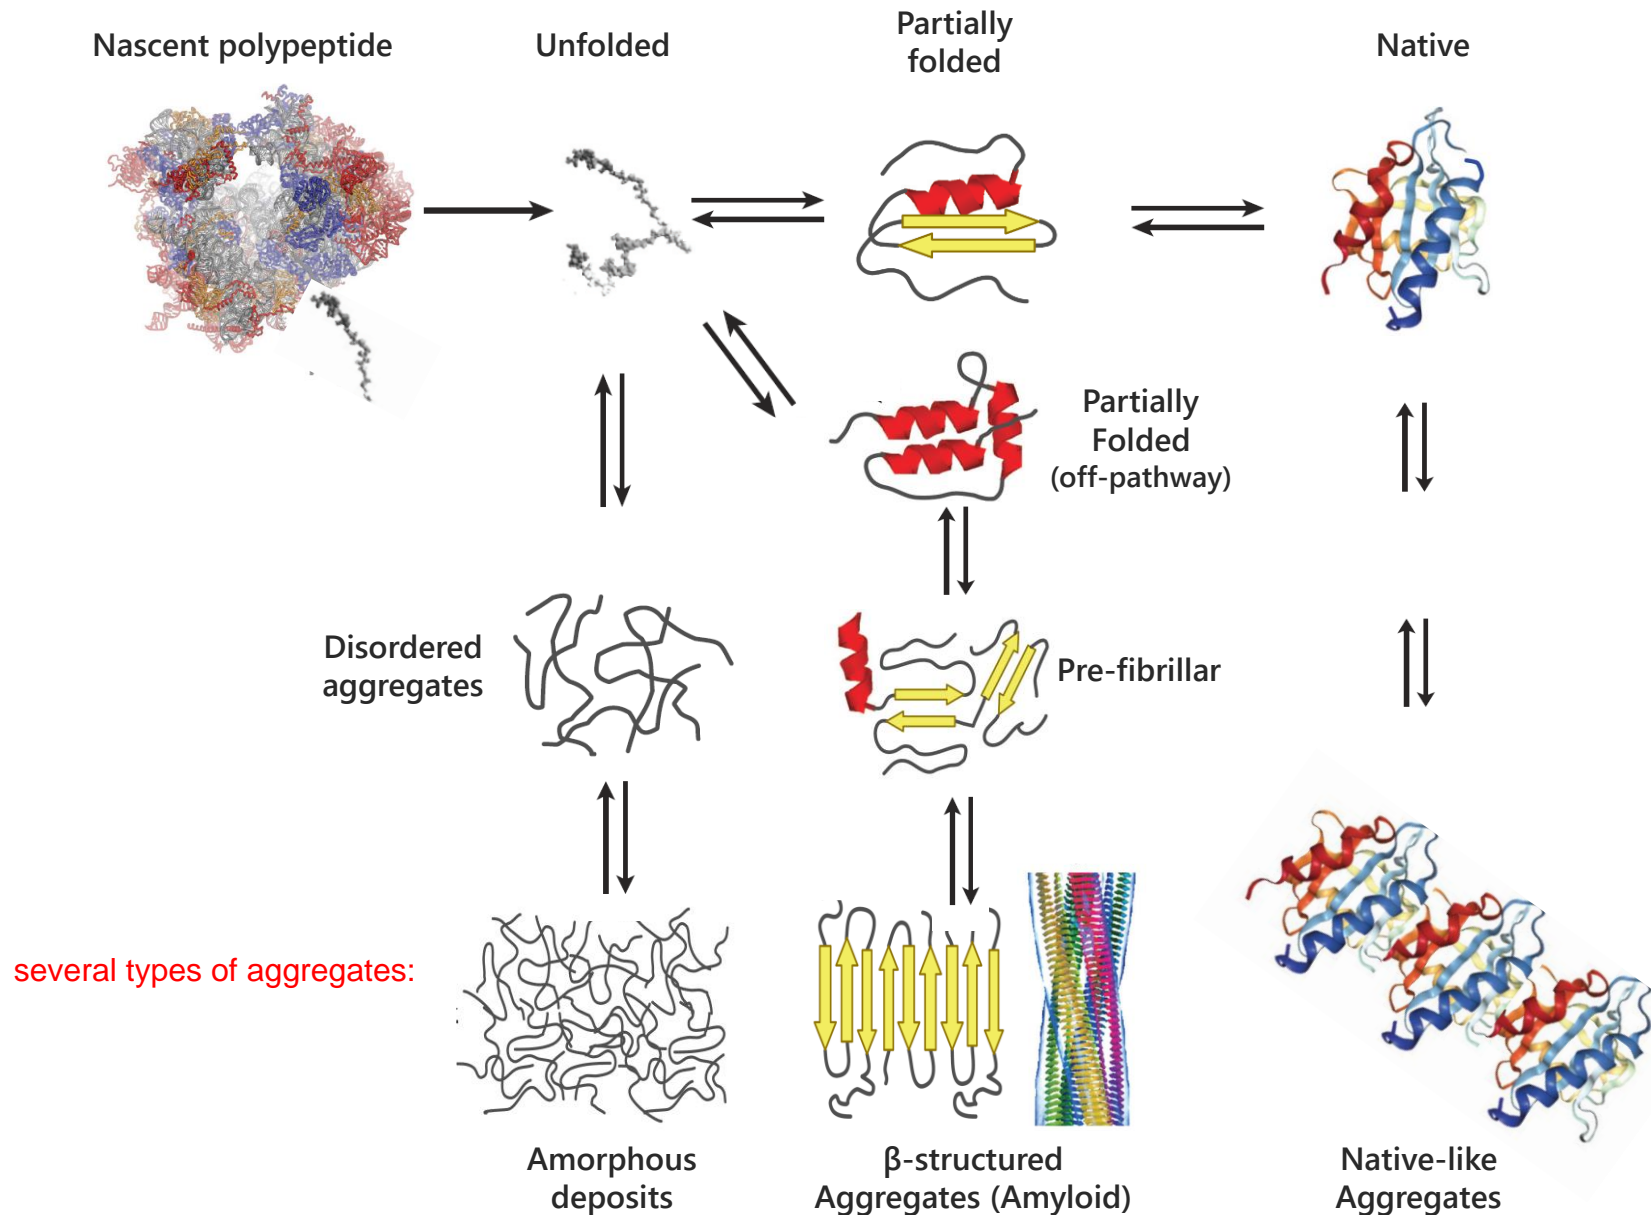 Nascent polypeptide
Unfolded
Partially
folded
Native
Partially
Folded
(off-pathway)
Disordered
aggregates
Pre-fibrillar
several types of aggregates:
Amorphous
deposits
β-structured
Aggregates (Amyloid)
Native-like
Aggregates